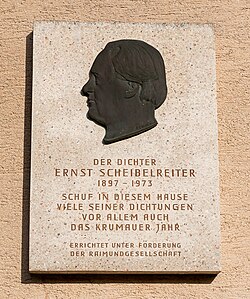 DER DICHTER
ERNST SCHEIBELREITER
1897 - 1973
SCHUF IN DIESEM HAUSE
VIELE SEINER DICHTUNGEN
VOR ALLEM AUCH
DAS KRUMAUER JAHR
ERRICHTET UNTER FÖRDERUNG
DER RAIMUNDGESELLSCHAFT